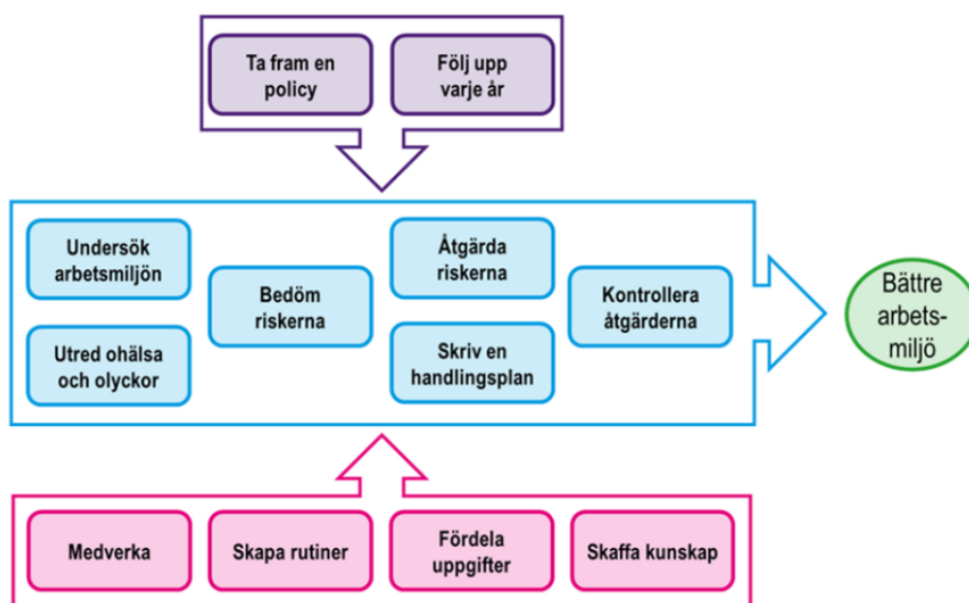 Ta fram en
policy
Följ upp
varje år
Undersök
arbetsmiljön
Utred ohälsa
och olyckor
Bedöm
riskerna
Åtgärda
riskerna
Skriv en
handlingsplan
Kontrollera
åtgärderna
Bättre
arbets-
miljö
Medverka
Skapa rutiner
Fördela
uppgifter
Skaffa kunskap